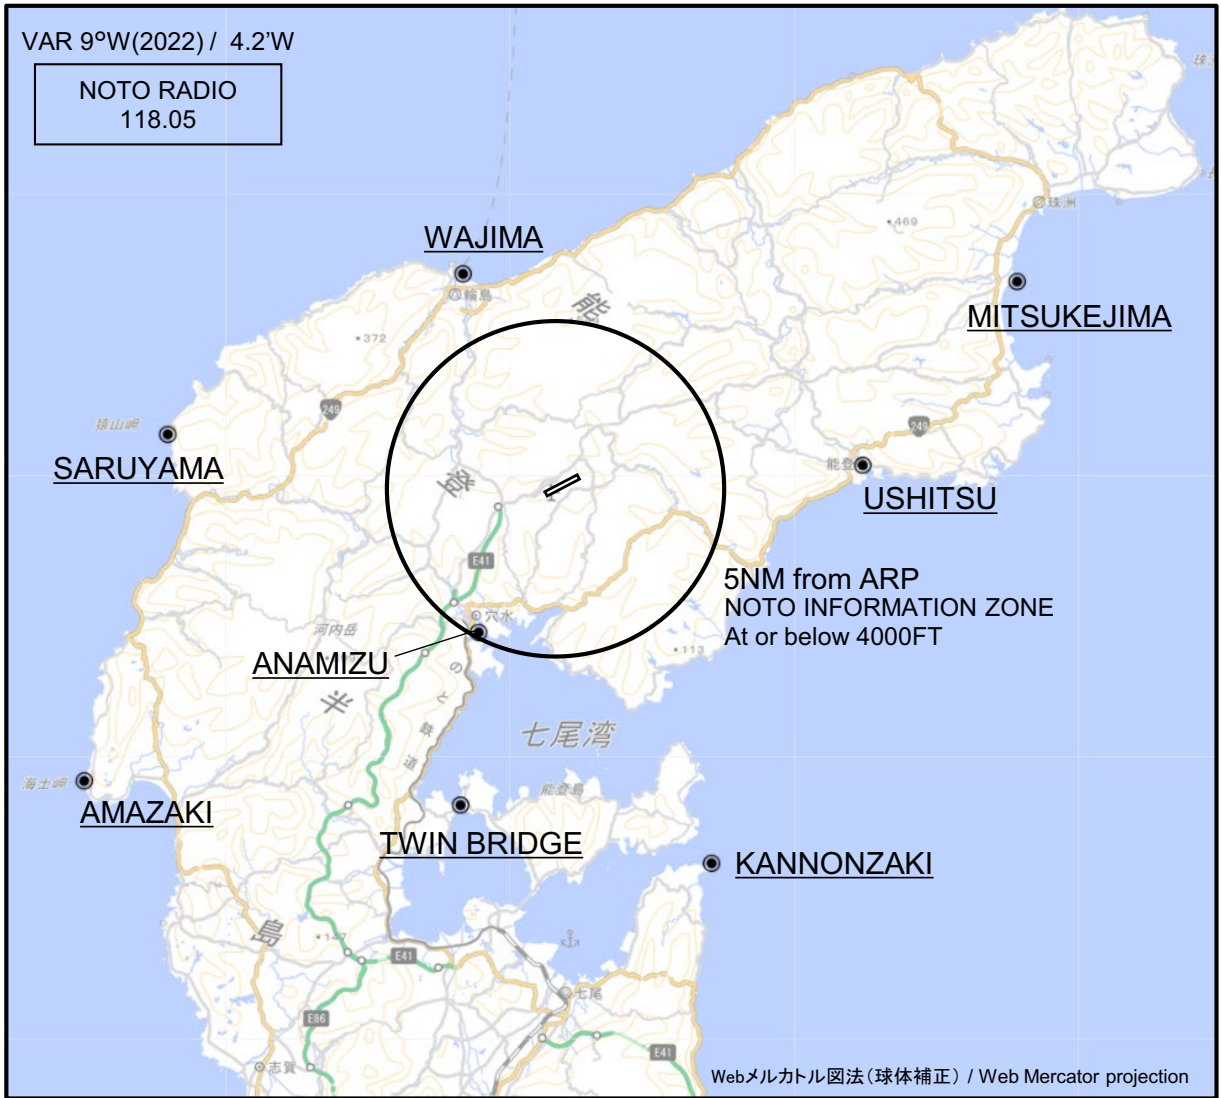 VAR 9°W(2022) / 4.2'W
NOTO RADIO
118.05
珠洲
•469
WAJIMA
輪島
能
MITSUKEJIMA
•372
249
猿山岬
SARUYAMA
249
能登
USHITSU
登
E41
5NM from ARP
NOTO INFORMATION ZONE
At or below 4000FT
穴水
河内岳
ANAMIZU
•113
のと鉄道
半
七尾湾
海士岬
AMAZAKI
能登島
TWIN BRIDGE
KANNONZAKI
島
•147
E41
七尾
E86
E41
志賀
Webメルカトル図法（球体補正） / Web Mercator projection